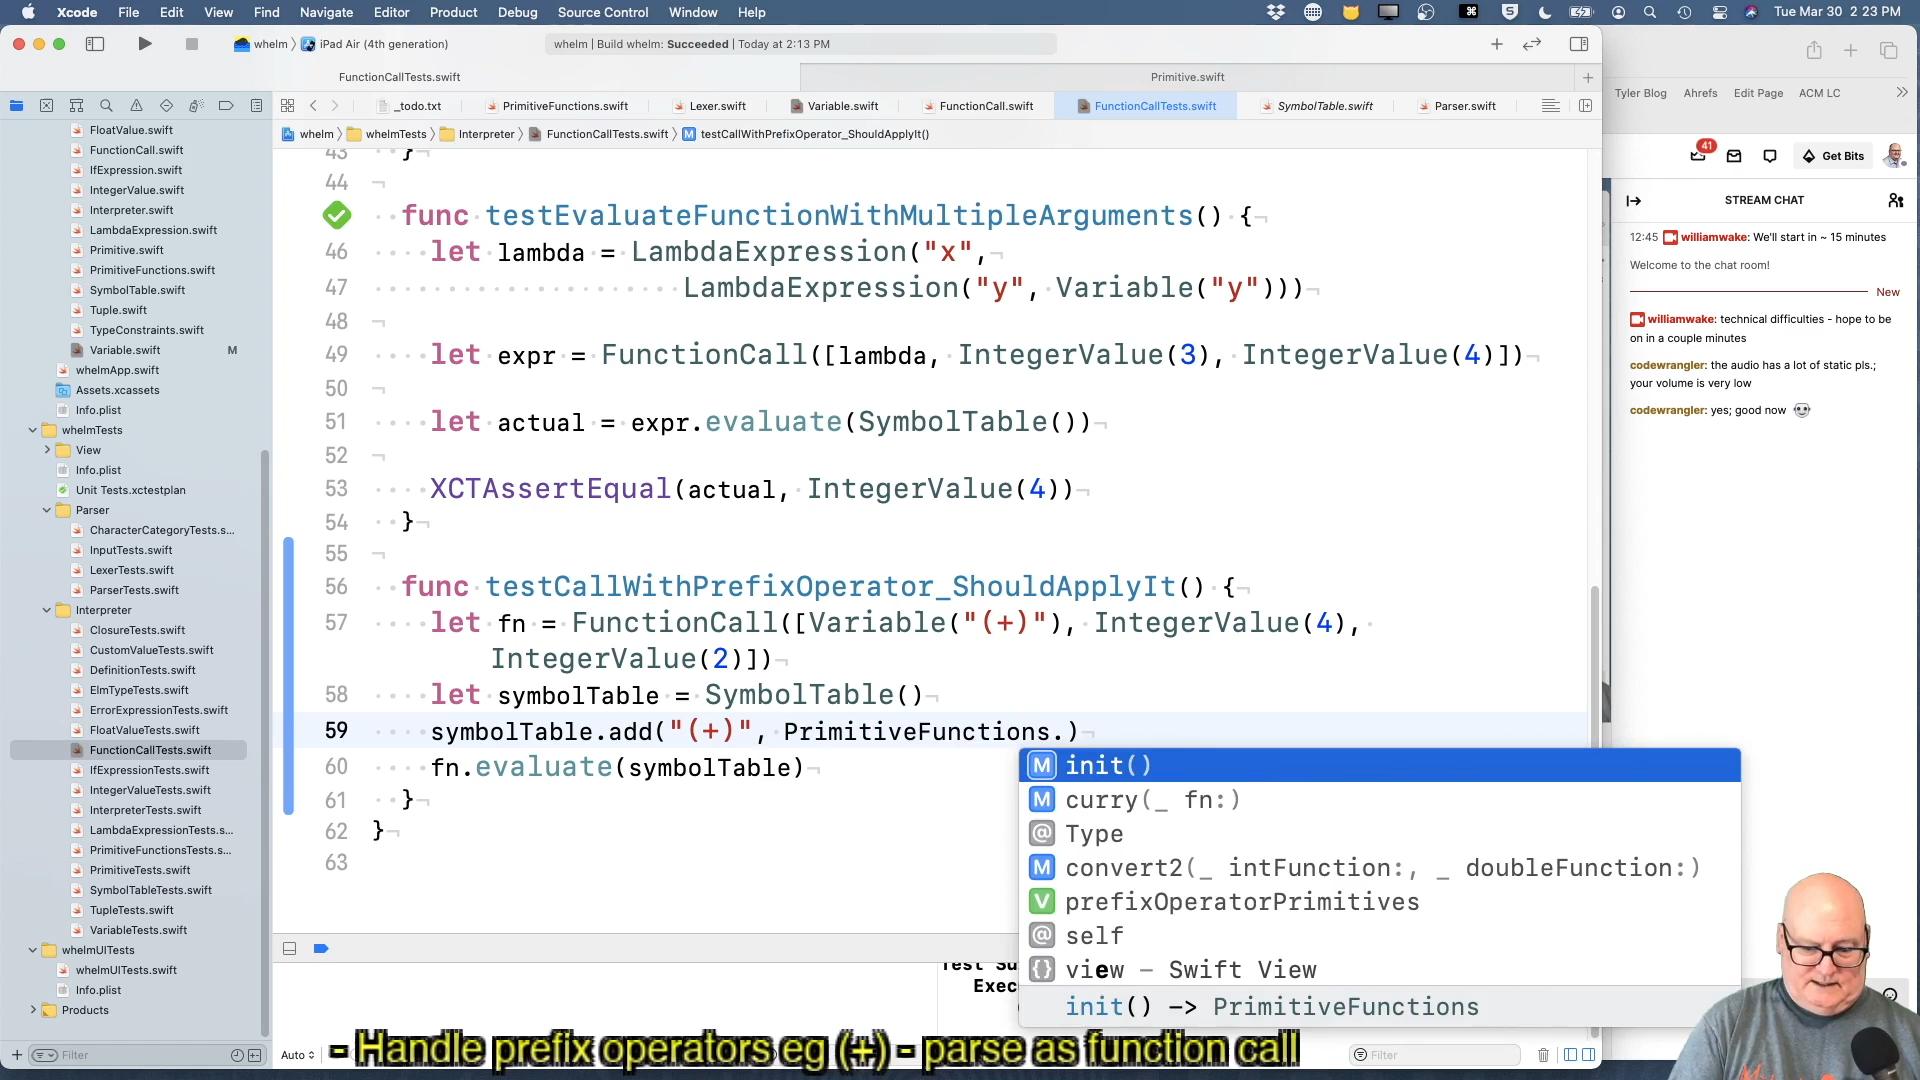 Xcode File Edit View Find Navigate Editor Product Debug Source Control Window Help
Tue Mar 30 2 23 PM
whelm iPad Air (4th generation)
whelm | Build whelm: Succeeded | Today at 2:13 PM
FunctionCallTests.swift
Primitive.swift
_todo.txt
PrimitiveFunctions.swift
Lexer.swift
Variable.swift
FunctionCall.swift
FunctionCallTests.swift
SymbolTable.swift
Parser.swift
whelm whelmTests Interpreter FunctionCallTests.swift M testCallWithPrefixOperator_ShouldApplyIt()
FloatValue.swift
FunctionCall.swift
IfExpression.swift
IntegerValue.swift
Interpreter.swift
LambdaExpression.swift
Primitive.swift
PrimitiveFunctions.swift
SymbolTable.swift
Tuple.swift
TypeConstraints.swift
Variable.swift M
whelmApp.swift
Assets.xcassets
Info.plist
whelmTests
View
Info.plist
Unit Tests.xctestplan
Parser
CharacterCategoryTests.s...
InputTests.swift
LexerTests.swift
ParserTests.swift
Interpreter
ClosureTests.swift
CustomValueTests.swift
DefinitionTests.swift
ElmTypeTests.swift
ErrorExpressionTests.swift
FloatValueTests.swift
FunctionCallTests.swift
IfExpressionTests.swift
IntegerValueTests.swift
InterpreterTests.swift
LambdaExpressionTests.s...
PrimitiveFunctionsTests.s...
PrimitiveTests.swift
SymbolTableTests.swift
TupleTests.swift
VariableTests.swift
whelmUITests
whelmUITests.swift
Info.plist
Products
Filter
43 }
44
func testEvaluateFunctionWithMultipleArguments() {
46 let lambda = LambdaExpression("x",
47 LambdaExpression("y", Variable("y")))
48
49 let expr = FunctionCall([lambda, IntegerValue(3), IntegerValue(4)])
50
51 let actual = expr.evaluate(SymbolTable())
52
53 XCTAssertEqual(actual, IntegerValue(4))
54 }
55
56 func testCallWithPrefixOperator_ShouldApplyIt() {
57 let fn = FunctionCall([Variable("(+)"), IntegerValue(4),
IntegerValue(2)])
58 let symbolTable = SymbolTable()
59 symbolTable.add("(+)", PrimitiveFunctions.)
60 fn.evaluate(symbolTable)
61 }
62 }
63
M init()
M curry(_ fn:)
@ Type
M convert2(_ intFunction:, _ doubleFunction:)
V prefixOperatorPrimitives
@ self
{} view – Swift View
init() -> PrimitiveFunctions
Exec
Auto
Filter
- Handle prefix operators eg (+) - parse as function call
Tyler Blog Ahrefs Edit Page ACM LC
41
Get Bits
STREAM CHAT
12:45 williamwake: We'll start in ~ 15 minutes
Welcome to the chat room!
New
williamwake: technical difficulties - hope to
be on in a couple minutes
codewrangler: the audio has a lot of static pls.;
your volume is very low
codewrangler: yes; good now